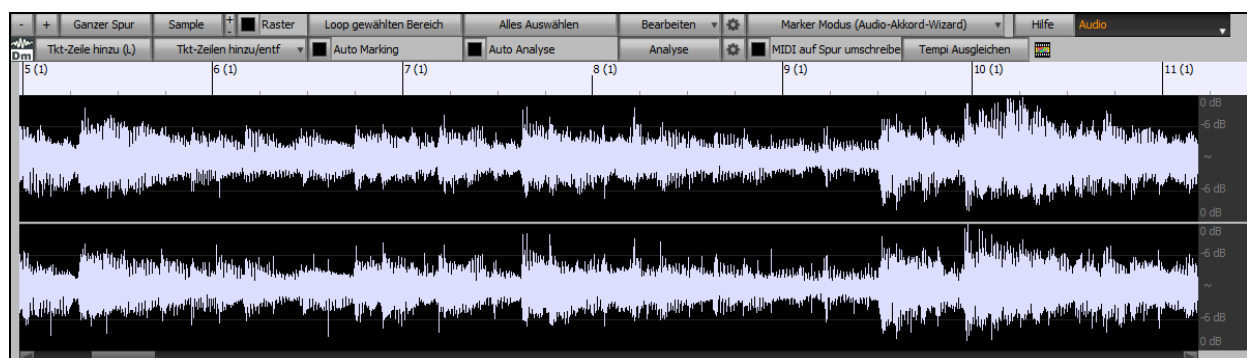 - + Ganzer Spur Sample + - Raster Loop gewählten Bereich Alles Auswählen Bearbeiten Marker Modus (Audio-Akkord-Wizard) Hilfe Audio
Dm Tkt-Zeile hinzu (L) Tkt-Zeilen hinzu/entf Auto Marking Auto Analyse Analyse MIDI auf Spur umschreibe Tempi Ausgleichen
5 (1) 6 (1) 7 (1) 8 (1) 9 (1) 10 (1) 11 (1)
0 dB
-6 dB
~
-6 dB
0 dB
0 dB
-6 dB
~
-6 dB
0 dB